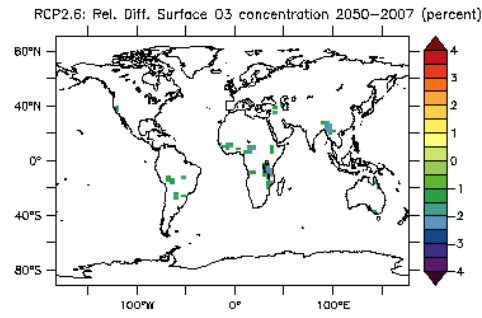 RCP2.6: Rel. Diff. Surface O3 concentration 2050−2007 (percent)
60°N
40°N
0°
40°S
80°S
100°W
0°
100°E
4
3
2
1
0
−1
−2
−3
−4